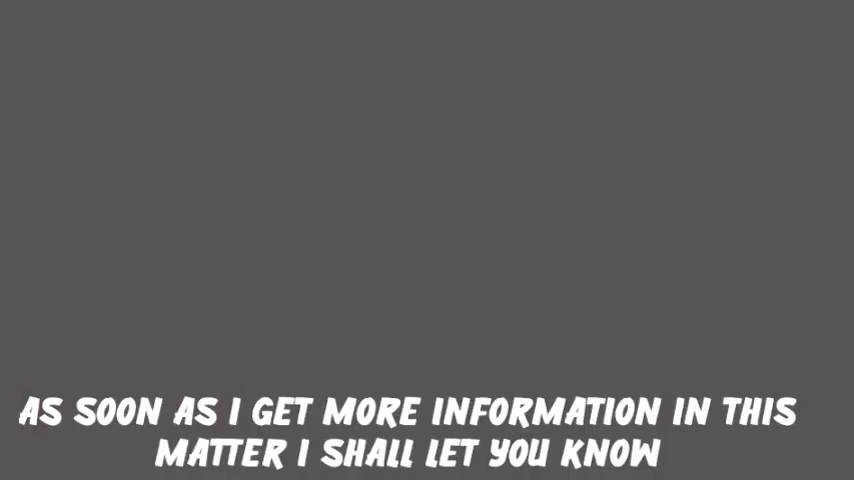 AS SOON AS I GET MORE INFORMATION IN THIS
MATTER I SHALL LET YOU KNOW